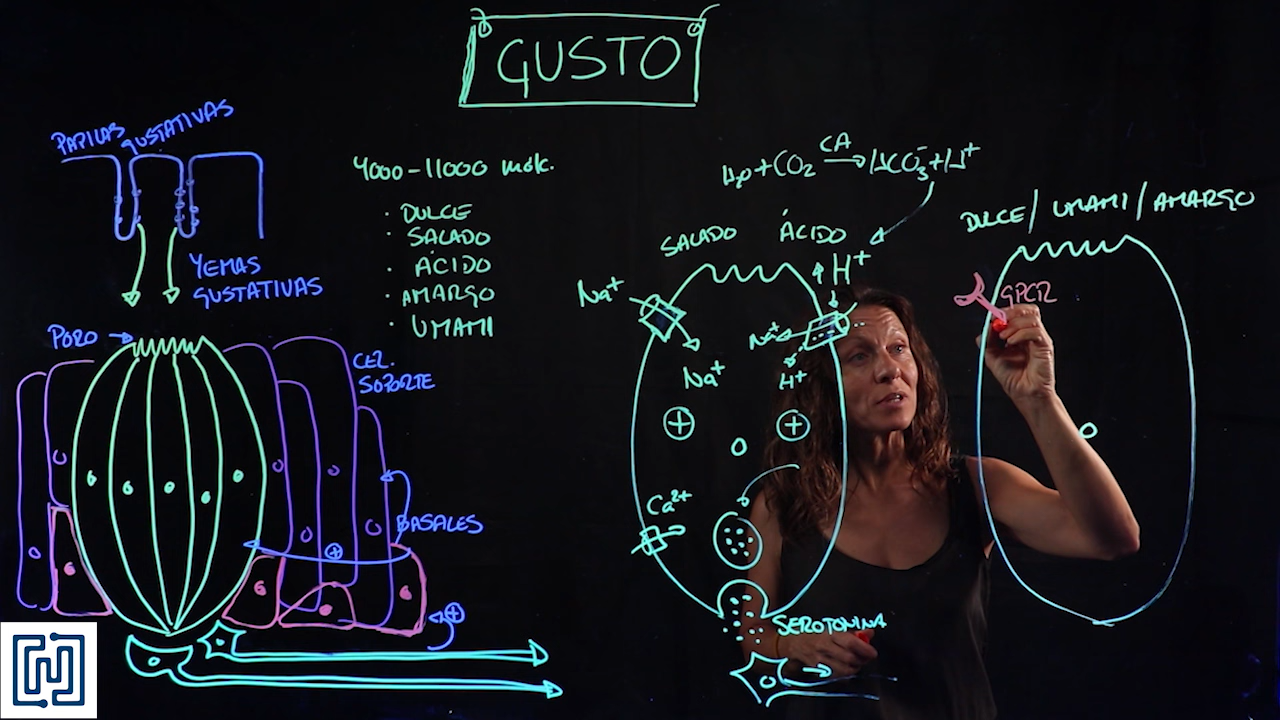 GUSTO
PAPILAS GUSTATIVAS
YEMAS
GUSTATIVAS
PORO
CEL.
SOPORTE
BASALES
+
+
4000-11000 moléc.
· DULCE
· SALADO
· ÁCIDO
· AMARGO
· UMAMI
H₂O + CO₂ CA → HCO₃⁻ + H⁺
SALADO ÁCIDO
H⁺
Na⁺
Na⁺
Na⁺
H⁺
+ +
Ca²⁺
SEROTONINA
DULCE/ UMAMI/ AMARGO
GPCR